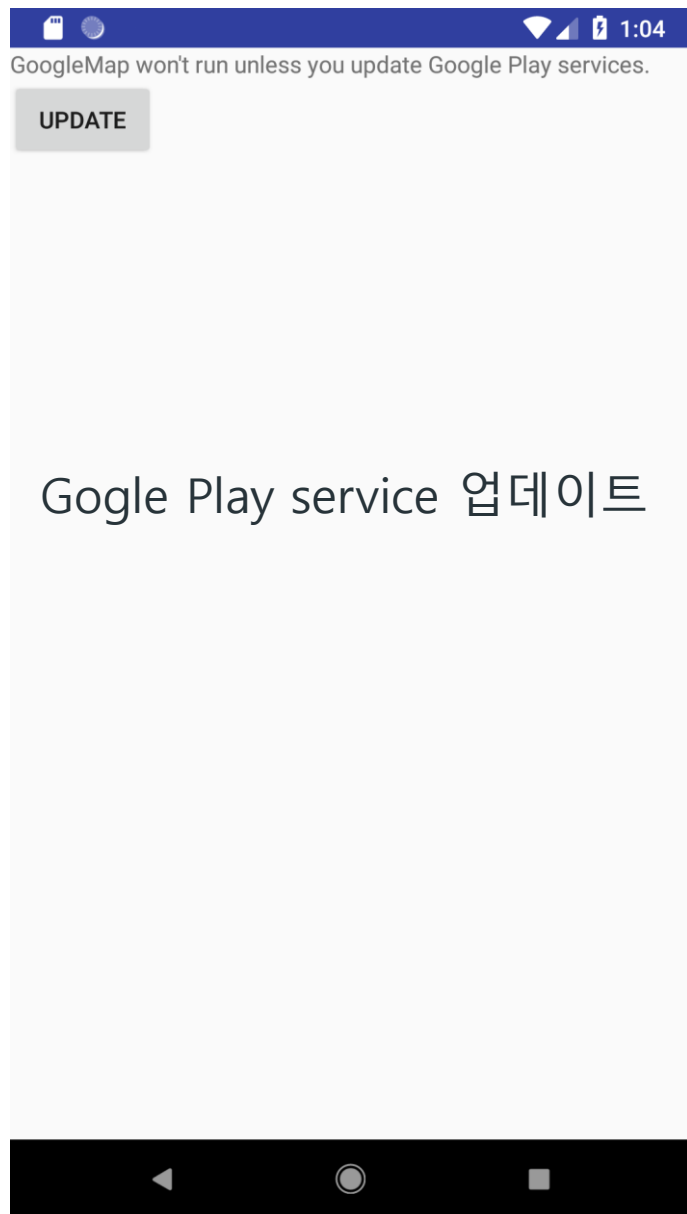 1:04
GoogleMap won't run unless you update Google Play services.
UPDATE
Gogle Play service 업데이트